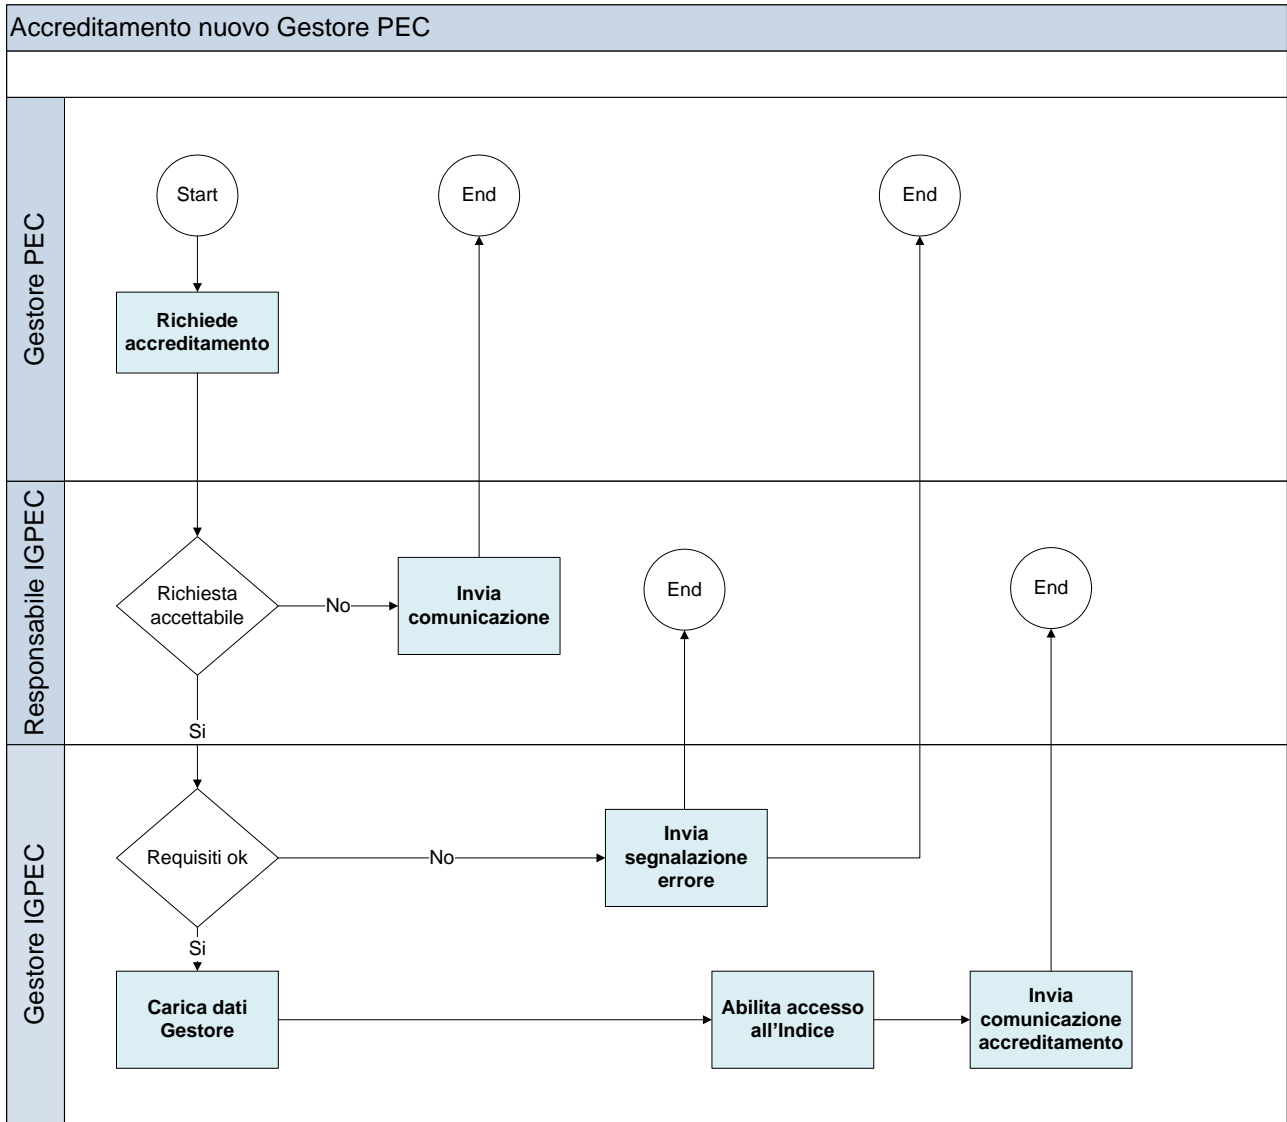 Accreditamento nuovo Gestore PEC
Gestore PEC
Start
End
End
Richiede
accreditamento
Responsabile IGPEC
Richiesta
accettabile
No
Invia
comunicazione
End
End
Si
Gestore IGPEC
Requisiti ok
No
Invia
segnalazione
errore
Si
Carica dati
Gestore
Abilita accesso
all’Indice
Invia
comunicazione
accreditamento